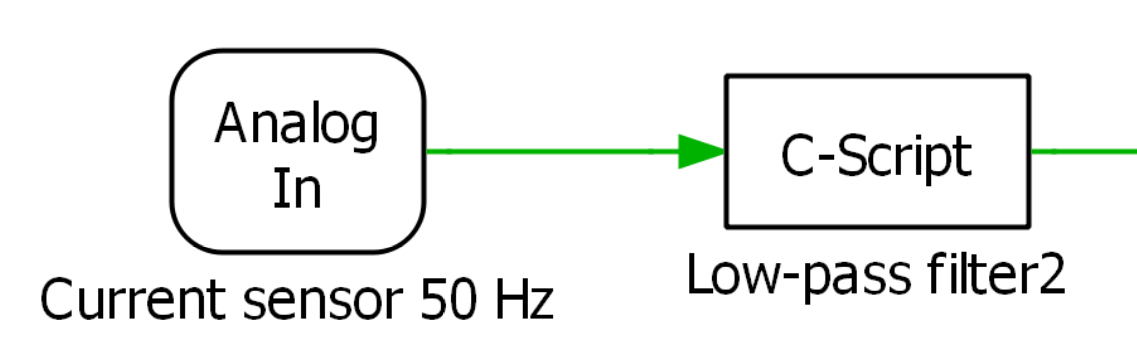 Analog
In
Current sensor 50 Hz
C-Script
Low-pass filter2